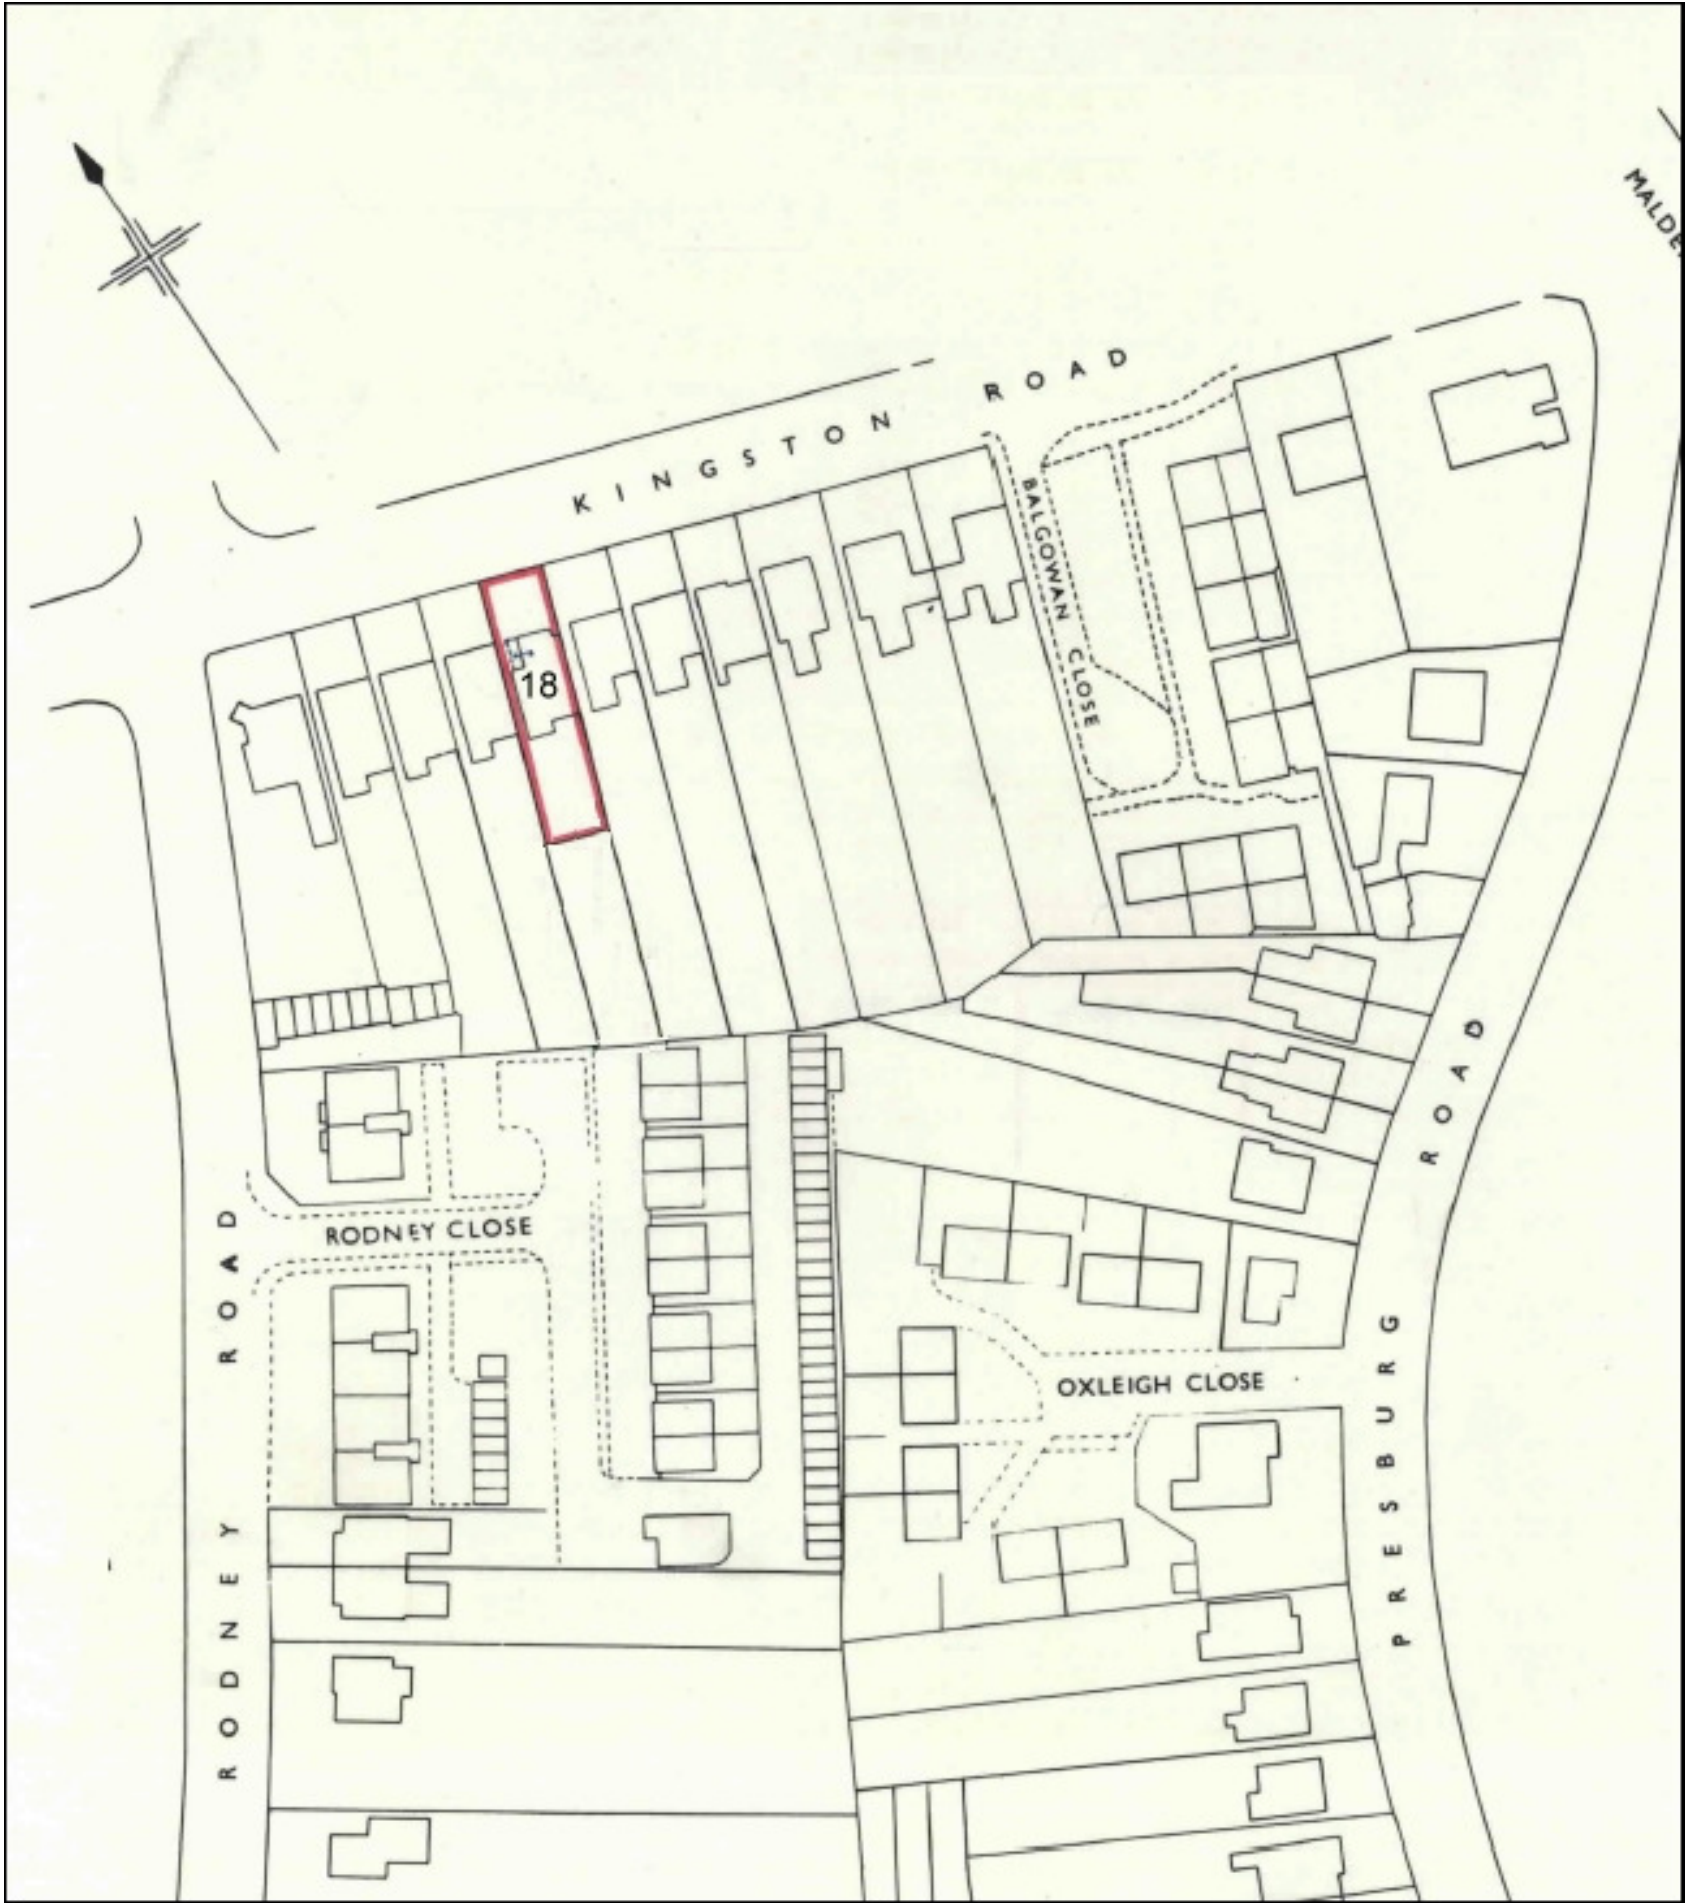 MALDE
KINGSTON ROAD
BALGOWAN CLOSE
18
RODNEY CLOSE
RODNEY ROAD
OXLEIGH CLOSE
PRESBURG ROAD